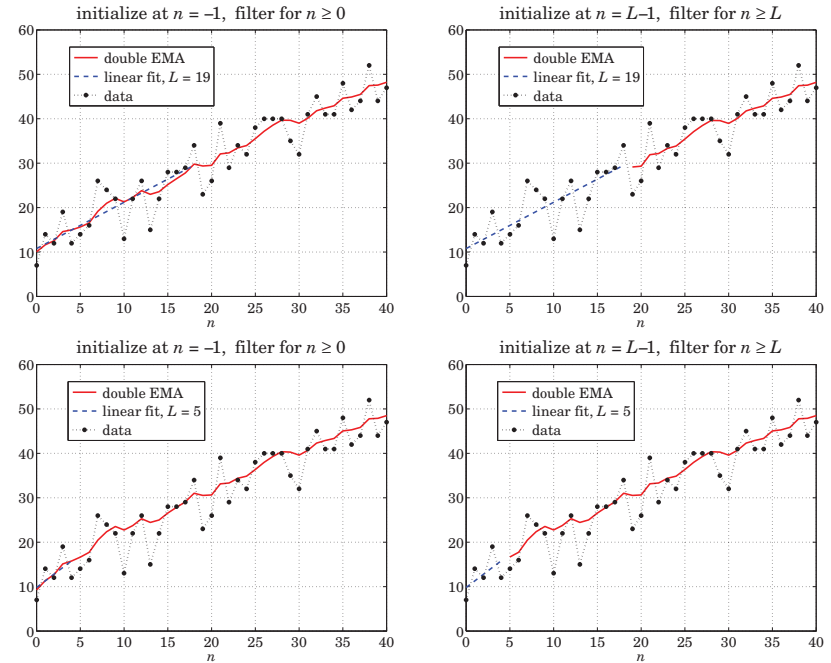 initialize at n = −1, filter for n ≥ 0
60
50
40
30
20
10
0
double EMA
linear fit, L = 19
data
0 5 10 15 20 25 30 35 40
n
initialize at n = L−1, filter for n ≥ L
60
50
40
30
20
10
0
double EMA
linear fit, L = 19
data
0 5 10 15 20 25 30 35 40
n
initialize at n = −1, filter for n ≥ 0
60
50
40
30
20
10
0
double EMA
linear fit, L = 5
data
0 5 10 15 20 25 30 35 40
n
initialize at n = L−1, filter for n ≥ L
60
50
40
30
20
10
0
double EMA
linear fit, L = 5
data
0 5 10 15 20 25 30 35 40
n